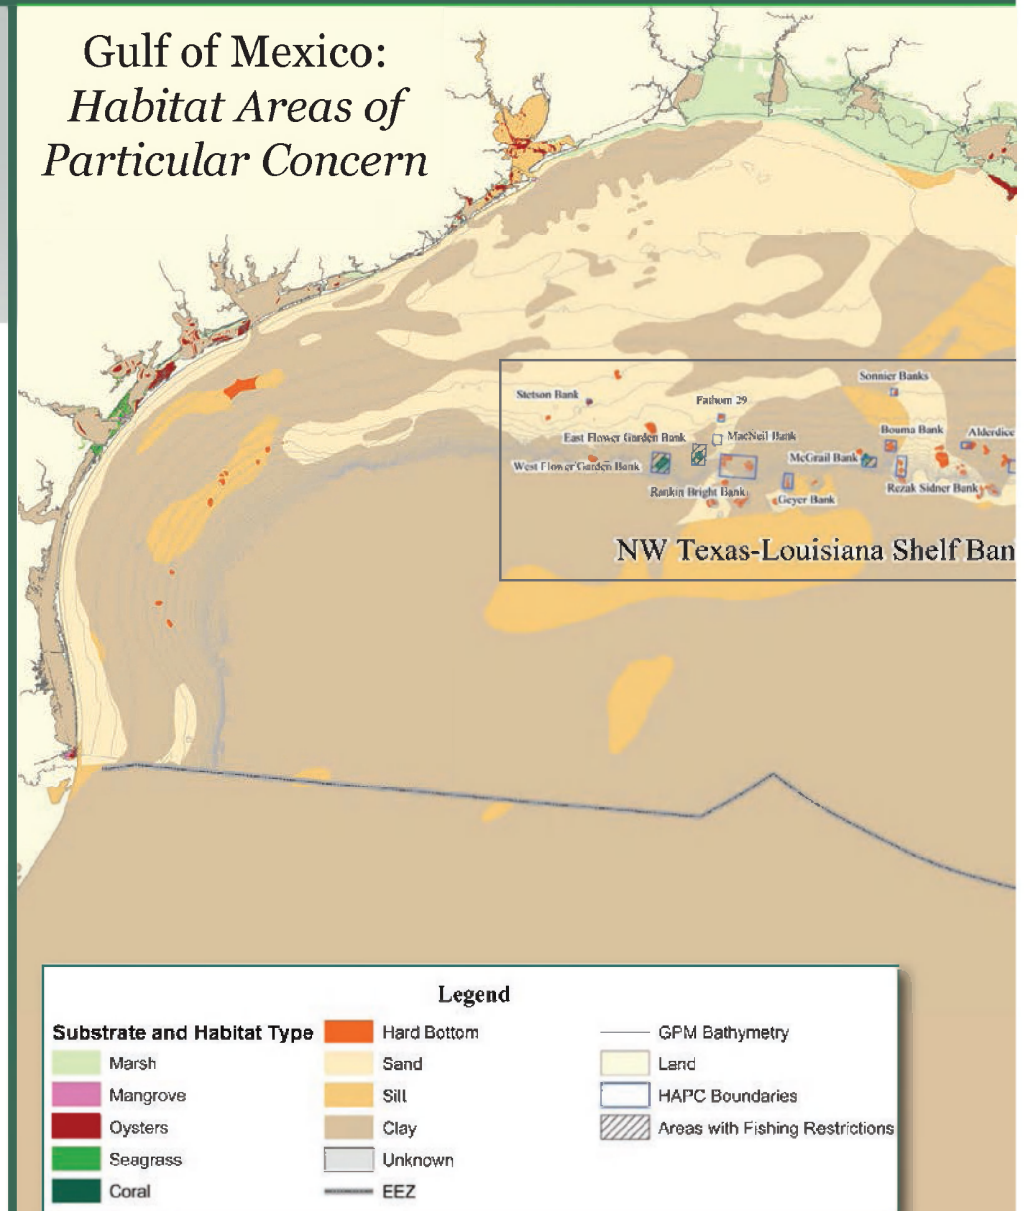 Gulf of Mexico:
Habitat Areas of
Particular Concern
Sonnier Banks
Stetson Bank
Fathom 29
East Flower Garden Bank
MacNeil Bank
Bouma Bank
Alderdice
West Flower Garden Bank
McGrail Bank
Rankin Bright Bank
Geyer Bank
Rezak Sidner Bank
NW Texas-Louisiana Shelf Ban
Legend
Substrate and Habitat Type
Marsh
Mangrove
Oysters
Seagrass
Coral
Hard Bottom
Sand
Sill
Clay
Unknown
EEZ
GPM Bathymetry
Land
HAPC Boundaries
Areas with Fishing Restrictions